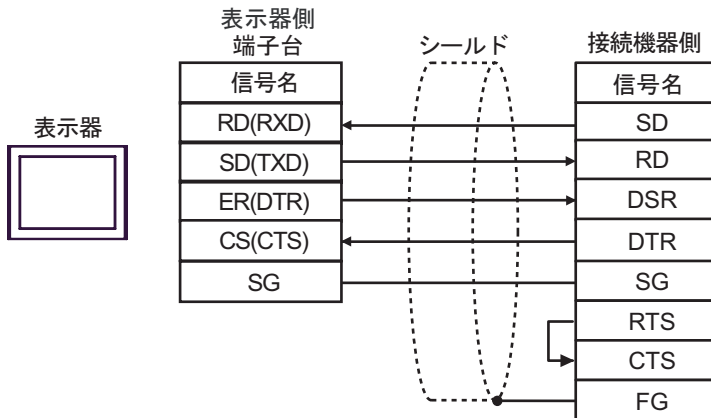 表示器側
端子台
シールド
接続機器側
信号名
信号名
表示器
RD(RXD)
SD
SD(TXD)
RD
ER(DTR)
DSR
CS(CTS)
DTR
SG
SG
RTS
CTS
FG